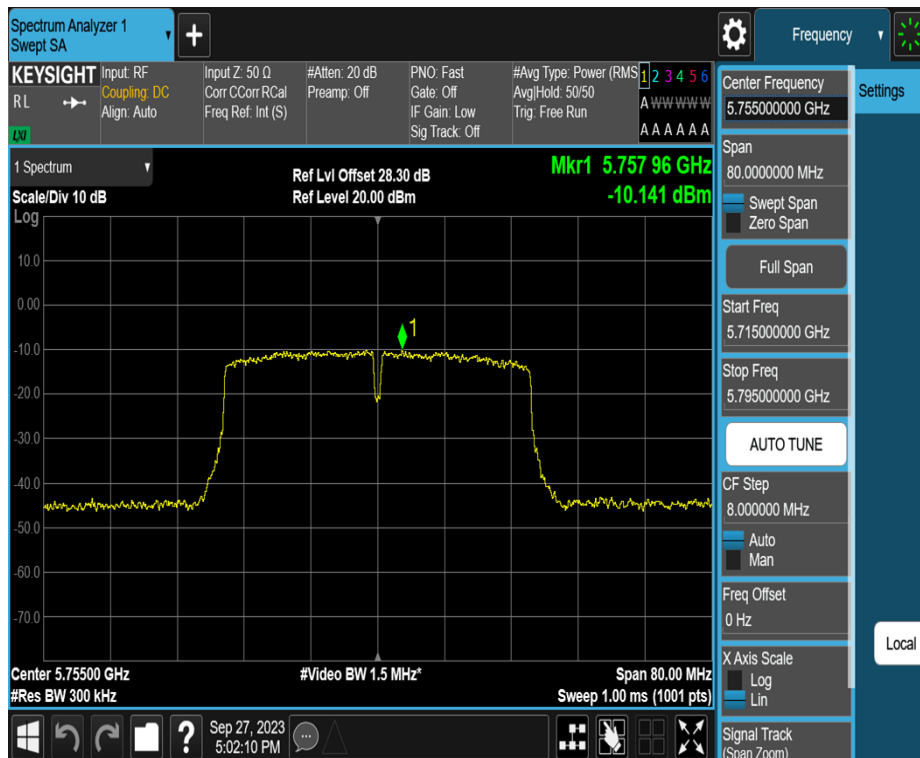 Spectrum Analyzer 1
Swept SA
+
Frequency
KEYSIGHT
RL
LXI
Input: RF
Coupling: DC
Align: Auto
Input Z: 50 Ω
Corr CCorr RCal
Freq Ref: Int (S)
#Atten: 20 dB
Preamp: Off
PNO: Fast
Gate: Off
IF Gain: Low
Sig Track: Off
#Avg Type: Power (RMS
Avg|Hold: 50/50
Trig: Free Run
1 2 3 4 5 6
A W W W W W
A A A A A A
1 Spectrum
Scale/Div 10 dB
Log
Ref Lvl Offset 28.30 dB
Ref Level 20.00 dBm
Mkr1 5.757 96 GHz
-10.141 dBm
10.0
0.00
-10.0
-20.0
-30.0
-40.0
-50.0
-60.0
-70.0
1
Center 5.75500 GHz
#Res BW 300 kHz
#Video BW 1.5 MHz*
Span 80.00 MHz
Sweep 1.00 ms (1001 pts)
Center Frequency
5.755000000 GHz
Settings
Span
80.0000000 MHz
Swept Span
Zero Span
Full Span
Start Freq
5.715000000 GHz
Stop Freq
5.795000000 GHz
AUTO TUNE
CF Step
8.000000 MHz
Auto
Man
Freq Offset
0 Hz
Local
X Axis Scale
Log
Lin
Signal Track
(Span Zoom)
?
Sep 27, 2023
5:02:10 PM